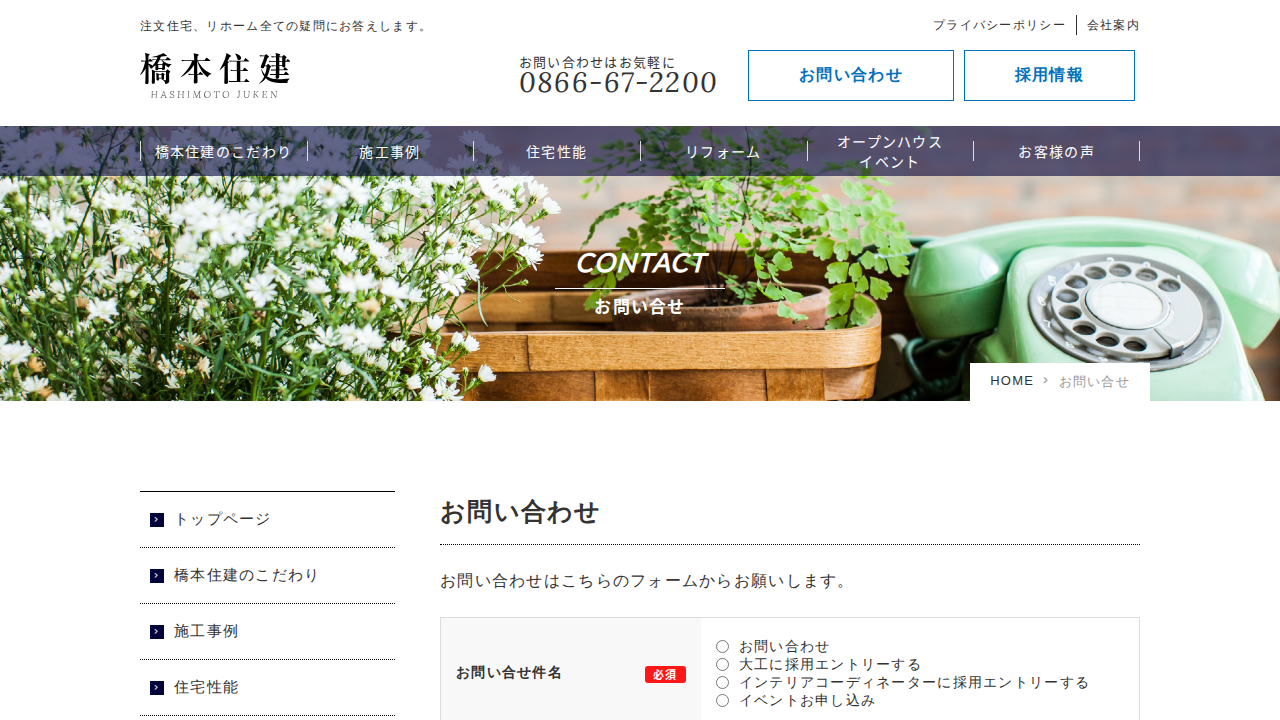 注文住宅、リホーム全ての疑問にお答えします。
プライバシーポリシー
会社案内
橋本住建
HASHIMOTO JUKEN
お問い合わせはお気軽に
0866-67-2200
お問い合わせ
採用情報
橋本住建のこだわり
施工事例
住宅性能
リフォーム
オープンハウス
イベント
お客様の声
CONTACT
お問い合せ
HOME > お問い合せ
トップページ
橋本住建のこだわり
施工事例
住宅性能
お問い合わせ
お問い合わせはこちらのフォームからお願いします。
お問い合せ件名 必須
お問い合わせ
大工に採用エントリーする
インテリアコーディネーターに採用エントリーする
イベントお申し込み